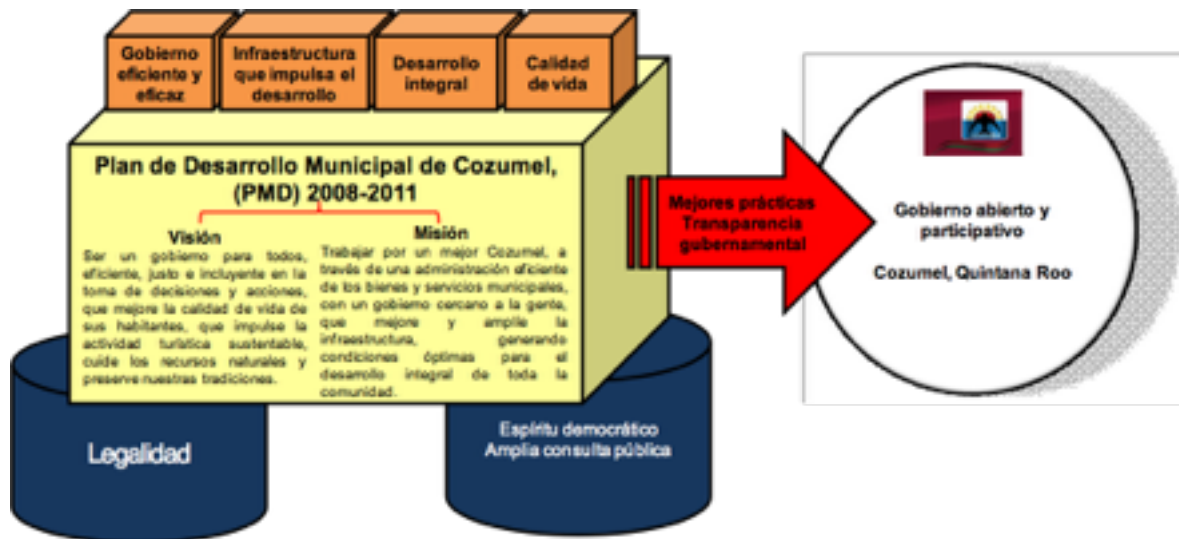 Gobierno
eficiente y
eficaz
Infraestructura
que impulsa el
desarrollo
Desarrollo
integral
Calidad
de vida
Plan de Desarrollo Municipal de Cozumel,
(PMD) 2008-2011
Visión
Ser un gobierno para todos,
eficiente, justo e incluyente en la
toma de decisiones y acciones,
que mejore la calidad de vida de
sus habitantes, que impulse la
actividad turística sustentable,
cuide los recursos naturales y
preserve nuestras tradiciones.
Misión
Trabajar por un mejor Cozumel, a
través de una administración eficiente
de los bienes y servicios municipales,
con un gobierno cercano a la gente,
que mejore y amplíe la
infraestructura, generando
condiciones óptimas para el
desarrollo integral de toda la
comunidad.
Mejores prácticas
Transparencia
gubernamental
Gobierno abierto y
participativo
Cozumel, Quintana Roo
Legalidad
Espíritu democrático
Amplia consulta pública